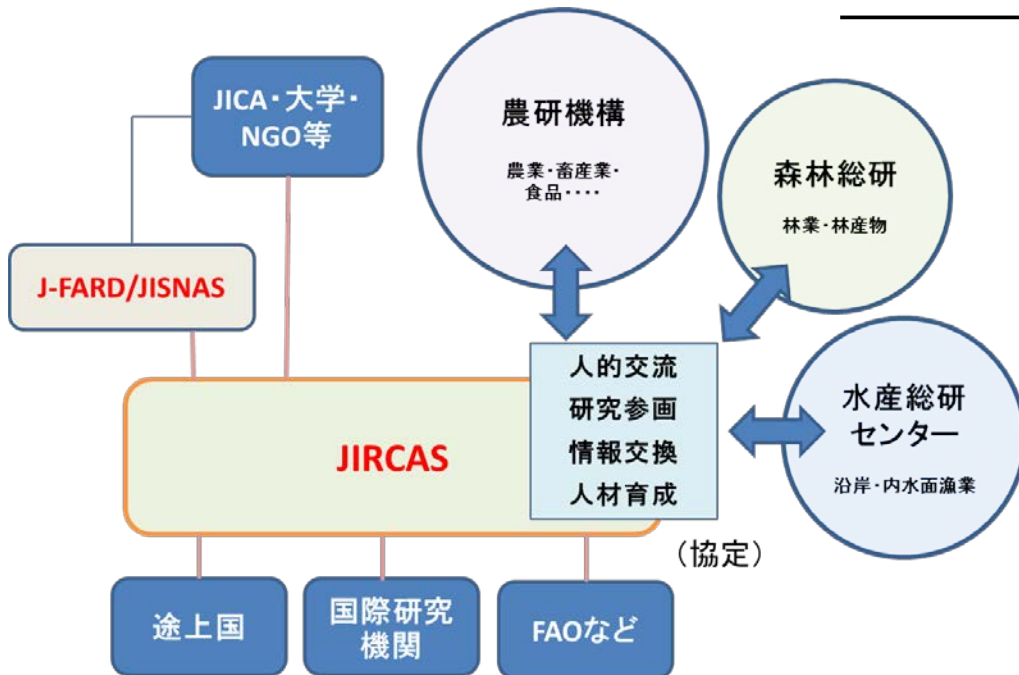 JICA・大学・
NGO等
農研機構
農業・畜産業・
食品・・・・
森林総研
林業・林産物
J-FARD/JISNAS
人的交流
研究参画
情報交換
人材育成
水産総研
センター
沿岸・内水面漁業
JIRCAS
（協定）
途上国
国際研究
機関
FAOなど